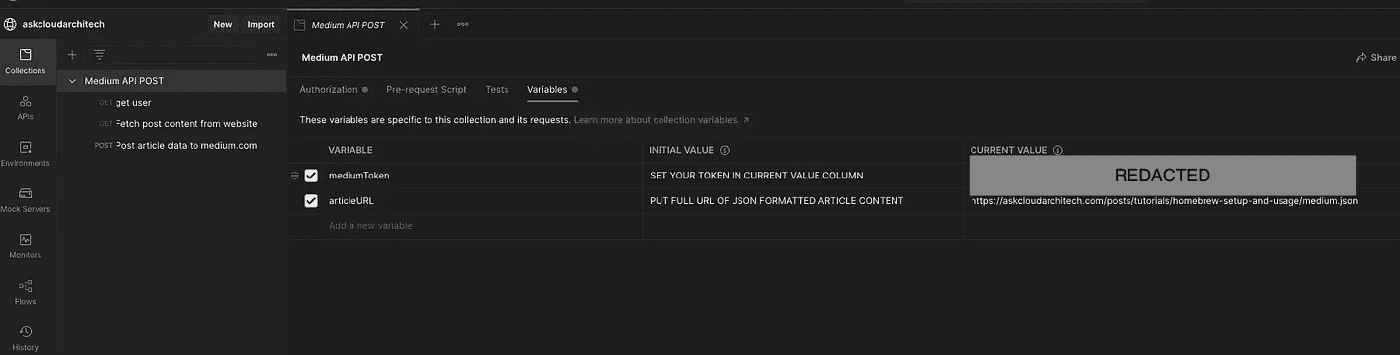 askcloudarchitech
New
Import
Medium API POST
Share
Collections
APIs
Environments
Mock Servers
Monitors
Flows
History
Medium API POST
GET get user
GET Fetch post content from website
POST Post article data to medium.com
Medium API POST
Authorization
Pre-request Script
Tests
Variables
These variables are specific to this collection and its requests. Learn more about collection variables. ↗
VARIABLE
INITIAL VALUE
CURRENT VALUE
mediumToken
SET YOUR TOKEN IN CURRENT VALUE COLUMN
REDACTED
articleURL
PUT FULL URL OF JSON FORMATTED ARTICLE CONTENT
https://askcloudarchitech.com/posts/tutorials/homebrew-setup-and-usage/medium.json
Add a new variable